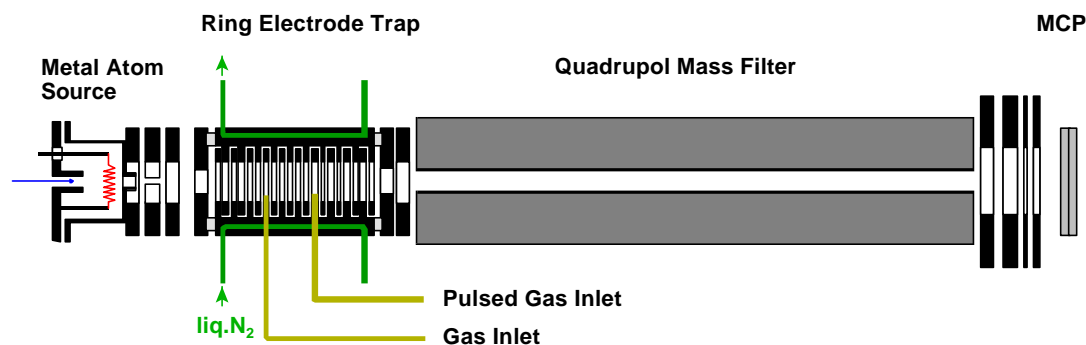 Ring Electrode Trap
MCP
Metal Atom
Source
Quadrupol Mass Filter
Pulsed Gas Inlet
liq.N₂
Gas Inlet